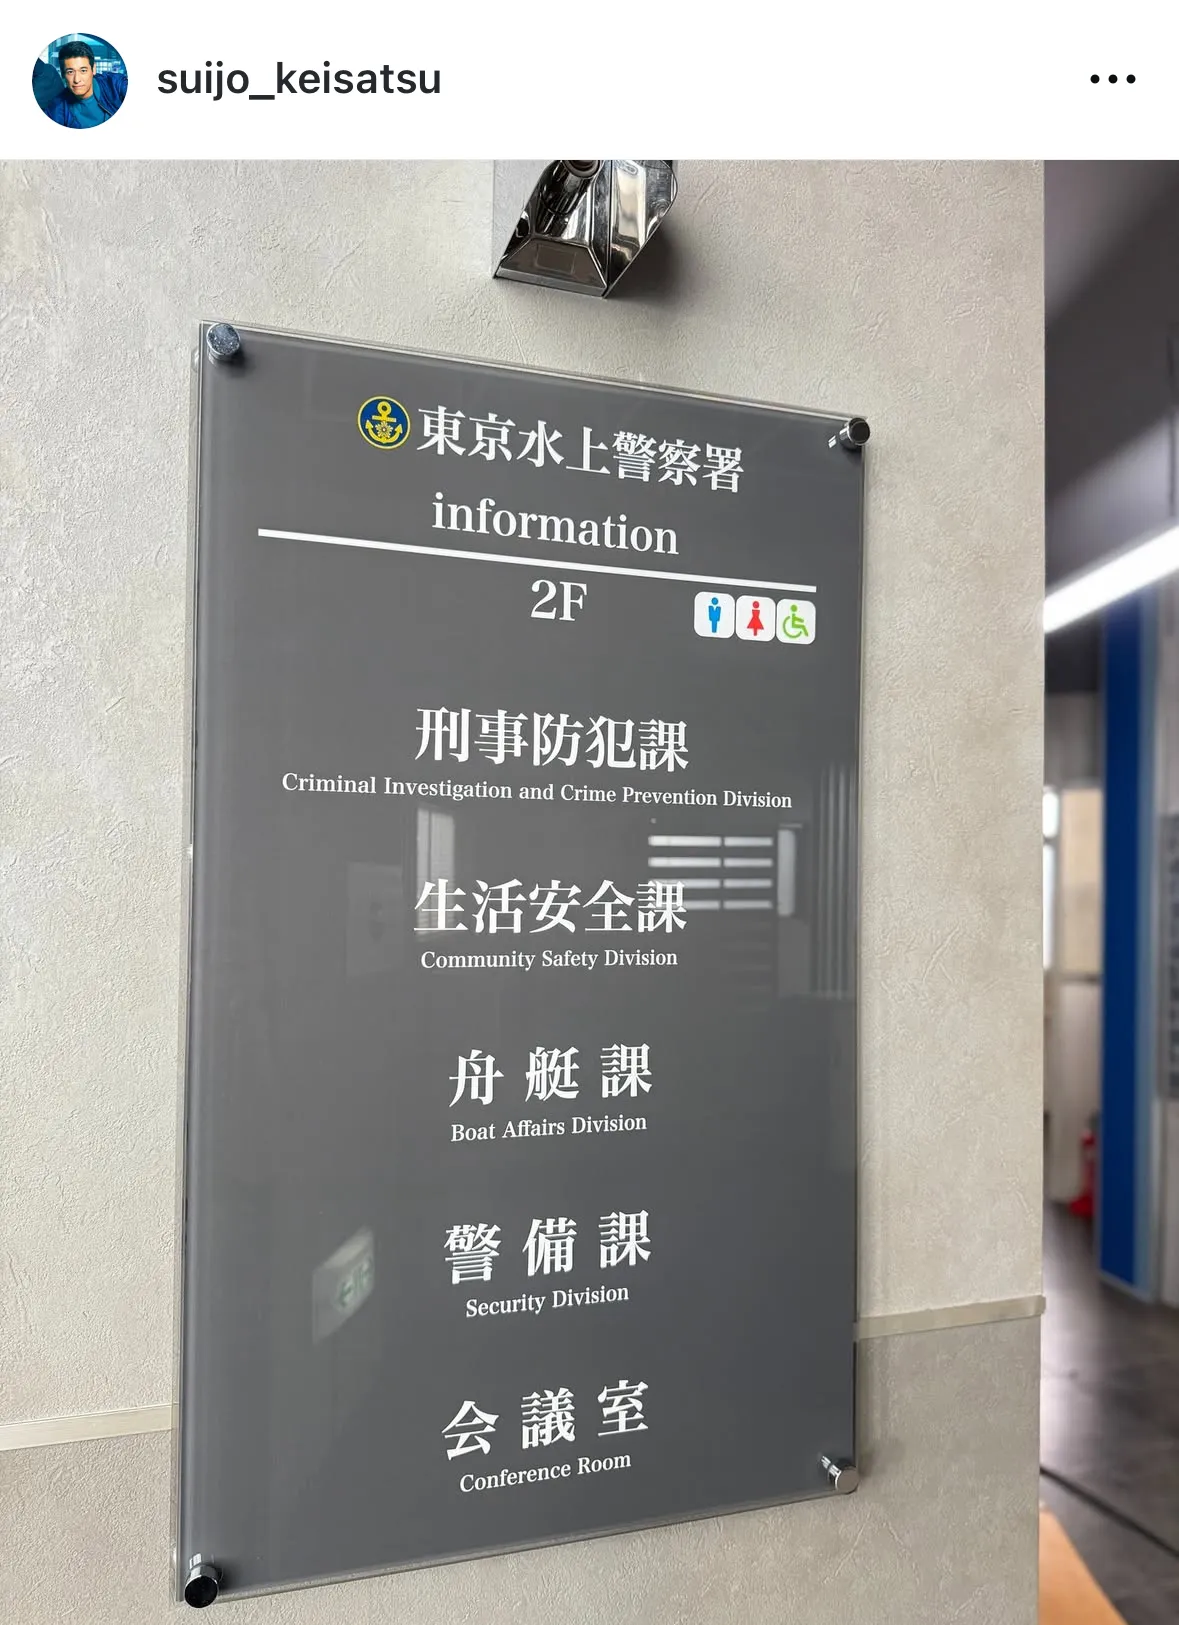 suijo_keisatsu
東京水上警察署
information
2F
刑事防犯課
Criminal Investigation and Crime Prevention Division
生活安全課
Community Safety Division
舟艇課
Boat Affairs Division
警備課
Security Division
会議室
Conference Room